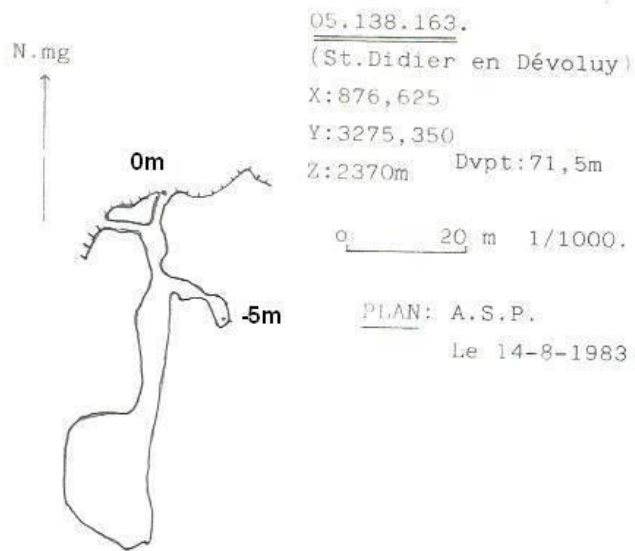 05.138.163.
N.mg
(St.Didier en Dévoluy)
X:876,625
Y:3275,350
0m
Z:2370m Dvpt:71,5m
0 20 m 1/1000.
-5m
PLAN: A.S.P.
Le 14-8-1983